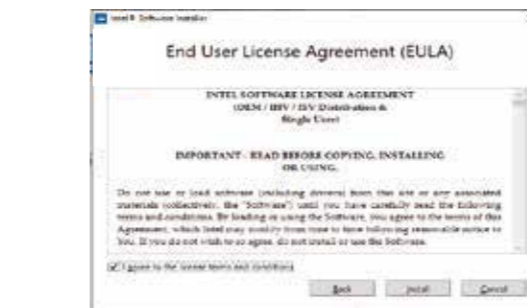 Intel® Software Installer
End User License Agreement (EULA)
INTEL SOFTWARE LICENSE AGREEMENT
(OEM / IHV / ISV Distribution &
Single User)
IMPORTANT - READ BEFORE COPYING, INSTALLING
OR USING.
Do not use or load software (including drivers) from this site or any associated
materials (collectively, the "Software") until you have carefully read the following
terms and conditions. By loading or using the Software, you agree to the terms of this
Agreement, which Intel may modify from time to time following reasonable notice to
You. If you do not wish to so agree, do not install or use the Software.
I agree to the license terms and conditions
Back Install Cancel